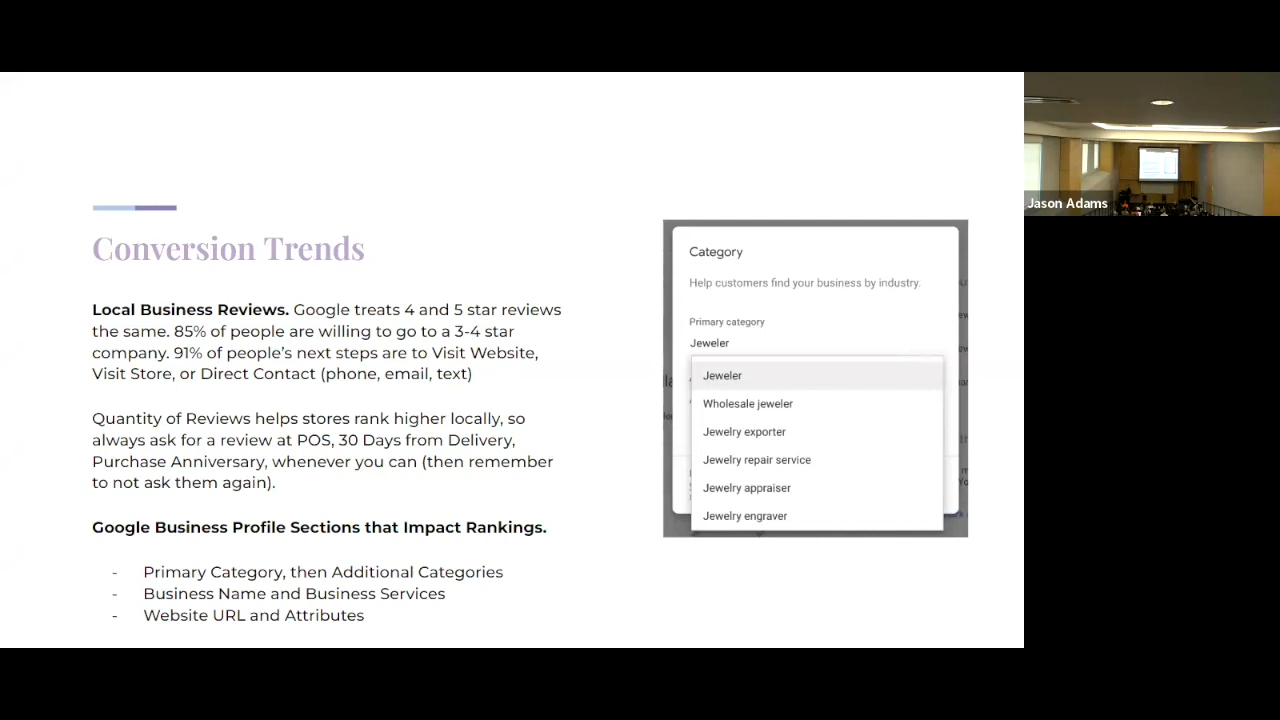 Conversion Trends
Local Business Reviews. Google treats 4 and 5 star reviews
the same. 85% of people are willing to go to a 3-4 star
company. 91% of people's next steps are to Visit Website,
Visit Store, or Direct Contact (phone, email, text)
Quantity of Reviews helps stores rank higher locally, so
always ask for a review at POS, 30 Days from Delivery,
Purchase Anniversary, whenever you can (then remember
to not ask them again).
Google Business Profile Sections that Impact Rankings.
- Primary Category, then Additional Categories
- Business Name and Business Services
- Website URL and Attributes
Category
Help customers find your business by industry.
Primary category
Jeweler
Jeweler
Wholesale jeweler
Jewelry exporter
Jewelry repair service
Jewelry appraiser
Jewelry engraver
Jason Adams